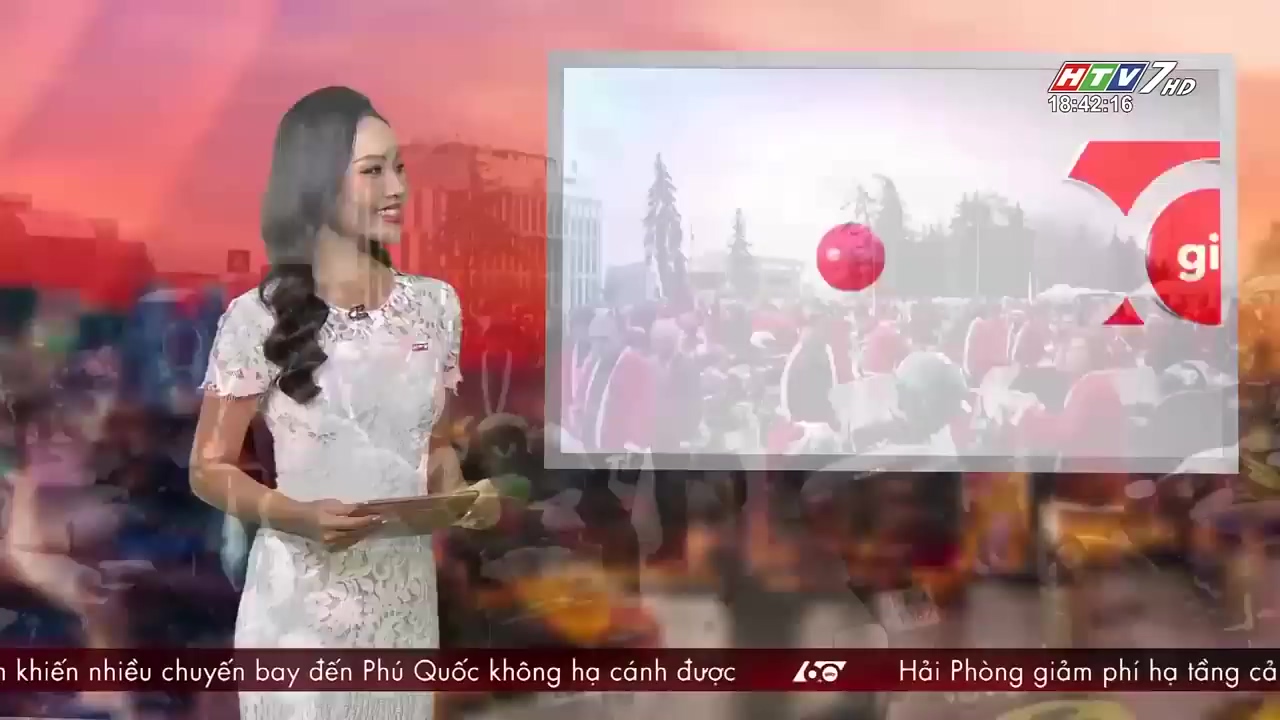 HTV7 HD
18:42:16
gi
khiến nhiều chuyến bay đến Phú Quốc không hạ cánh được
60
Hải Phòng giảm phí hạ tầng cả